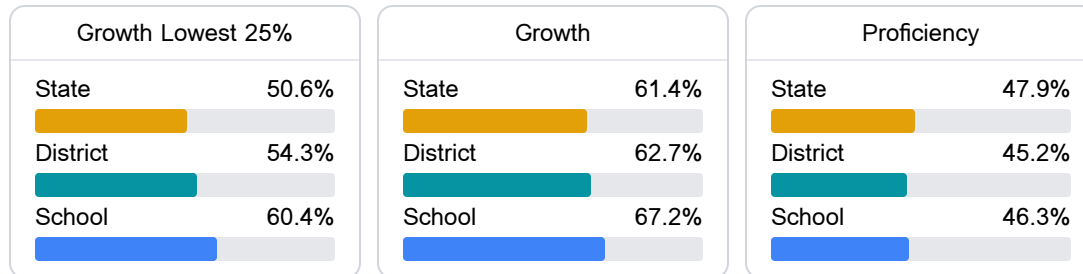 Growth Lowest 25%
State 50.6%
District 54.3%
School 60.4%
Growth
State 61.4%
District 62.7%
School 67.2%
Proficiency
State 47.9%
District 45.2%
School 46.3%